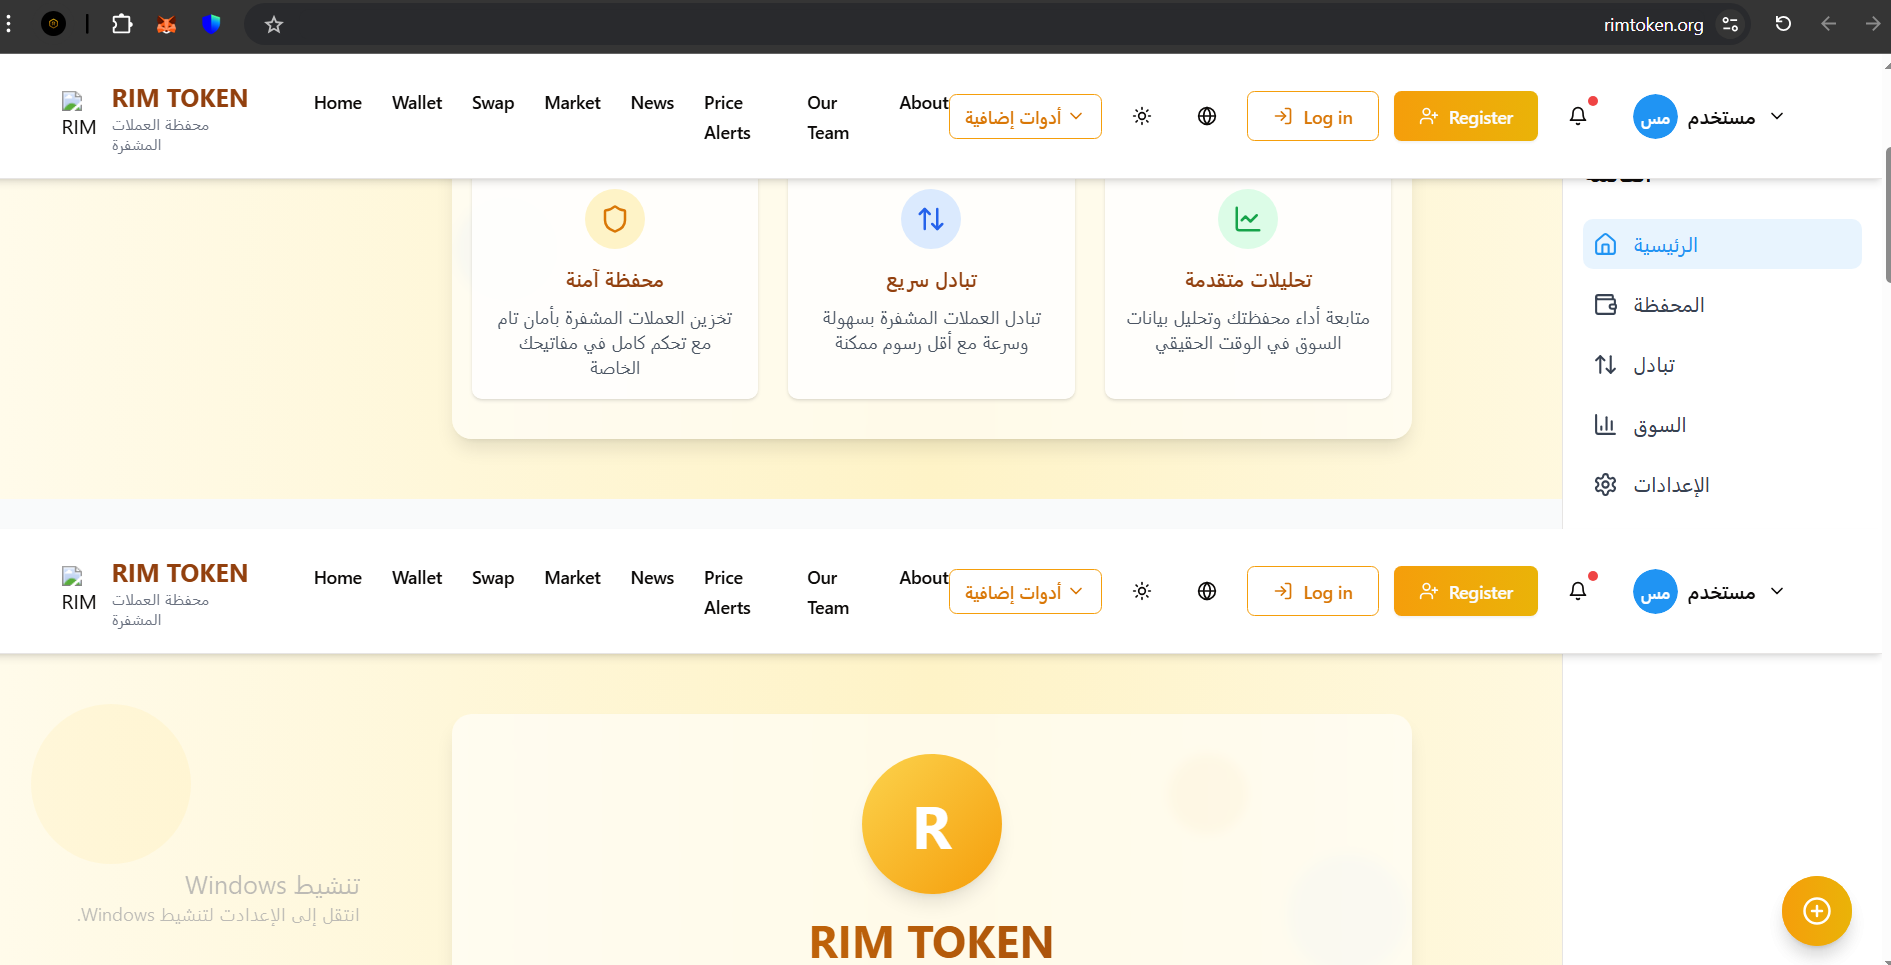 rimtoken.org
RIM
RIM TOKEN
محفظة العملات
المشفرة
Home
Wallet
Swap
Market
News
Price
Alerts
Our
Team
About
أدوات إضافية
Log in
Register
مس
مستخدم
محفظة آمنة
تخزين العملات المشفرة بأمان تام
مع تحكم كامل في مفاتيحك
الخاصة
تبادل سريع
تبادل العملات المشفرة بسهولة
وسرعة مع أقل رسوم ممكنة
تحليلات متقدمة
متابعة أداء محفظتك وتحليل بيانات
السوق في الوقت الحقيقي
الرئيسية
المحفظة
تبادل
السوق
الإعدادات
RIM
RIM TOKEN
محفظة العملات
المشفرة
Home
Wallet
Swap
Market
News
Price
Alerts
Our
Team
About
أدوات إضافية
Log in
Register
مس
مستخدم
R
RIM TOKEN
تنشيط Windows
انتقل إلى الإعدادت لتنشيط Windows.